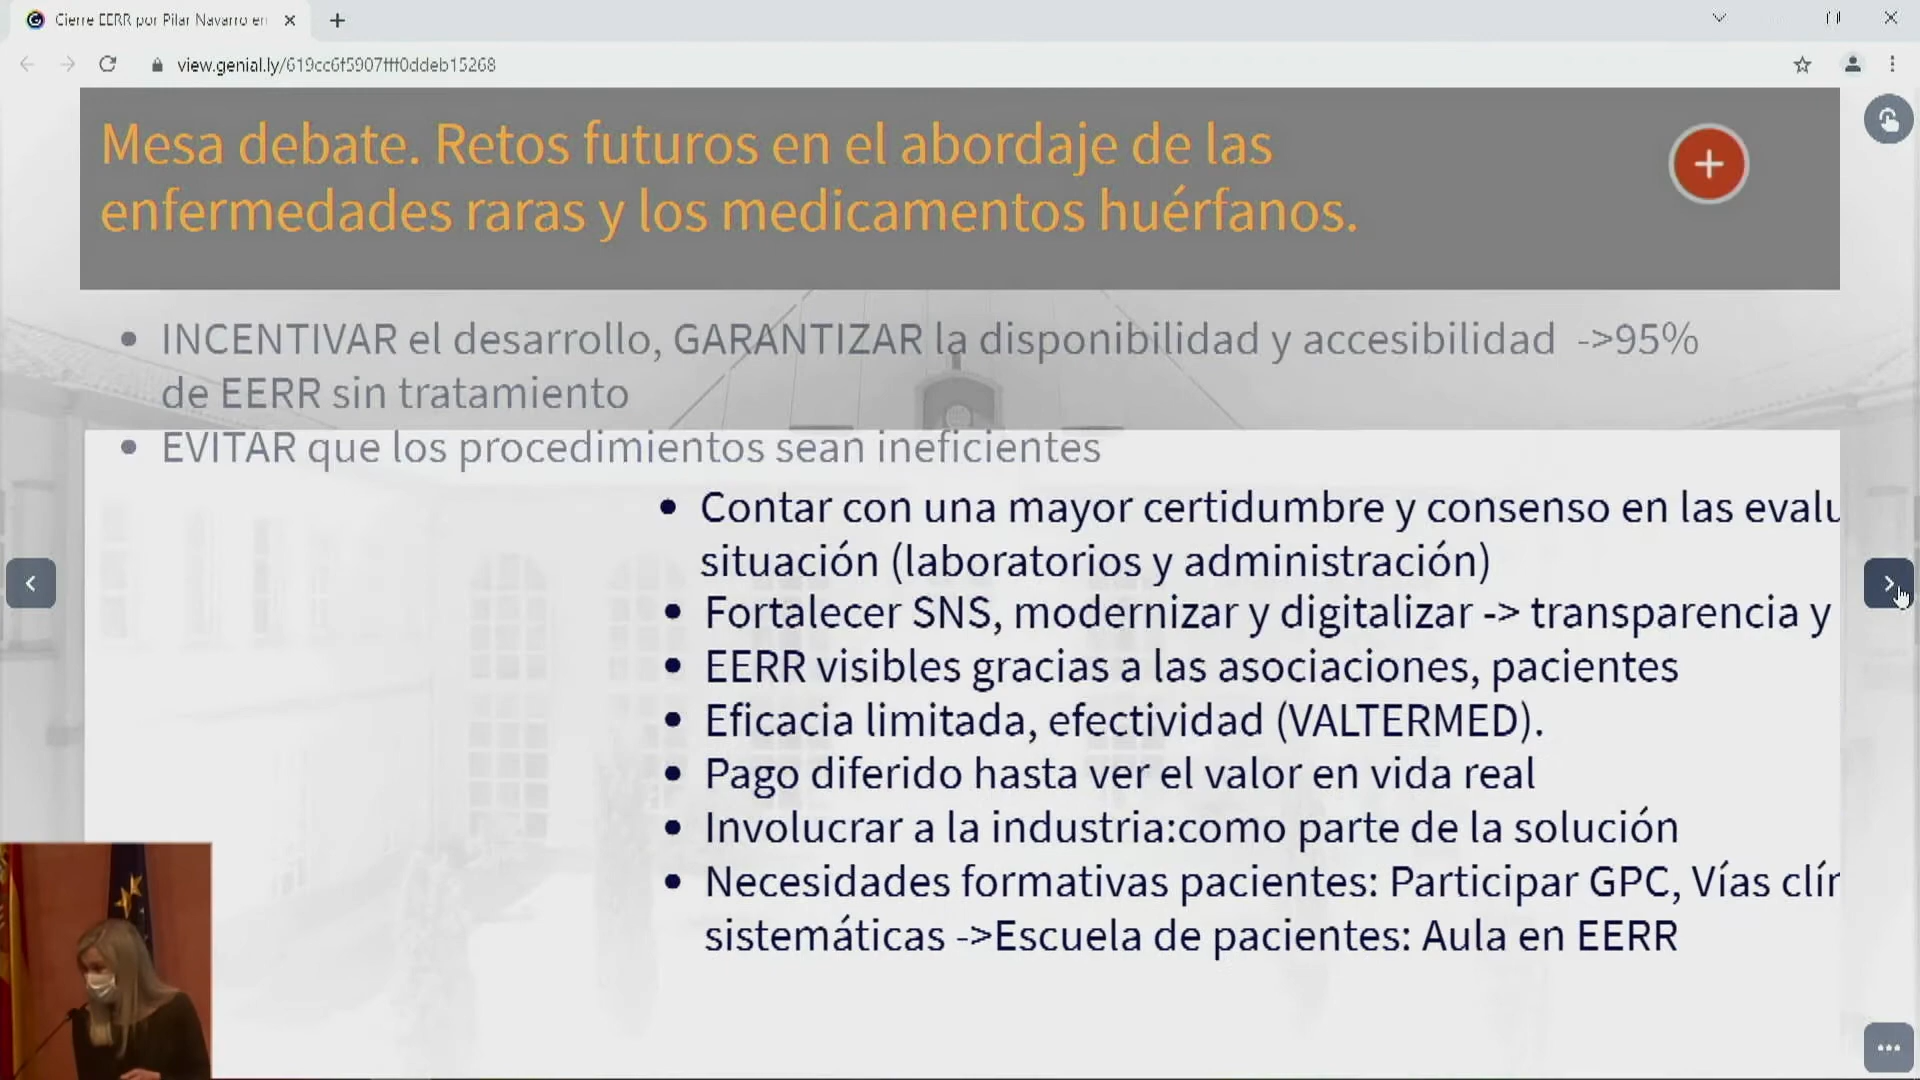 Cierre EERR por Pilar Navarro en
view.genial.ly/619cc6f5907fff0ddeb15268
Mesa debate. Retos futuros en el abordaje de las
enfermedades raras y los medicamentos huérfanos.
INCENTIVAR el desarrollo, GARANTIZAR la disponibilidad y accesibilidad ->95%
de EERR sin tratamiento
EVITAR que los procedimientos sean ineficientes
Contar con una mayor certidumbre y consenso en las evalu
situación (laboratorios y administración)
Fortalecer SNS, modernizar y digitalizar -> transparencia y
EERR visibles gracias a las asociaciones, pacientes
Eficacia limitada, efectividad (VALTERMED).
Pago diferido hasta ver el valor en vida real
Involucrar a la industria:como parte de la solución
Necesidades formativas pacientes: Participar GPC, Vías clín
sistemáticas ->Escuela de pacientes: Aula en EERR